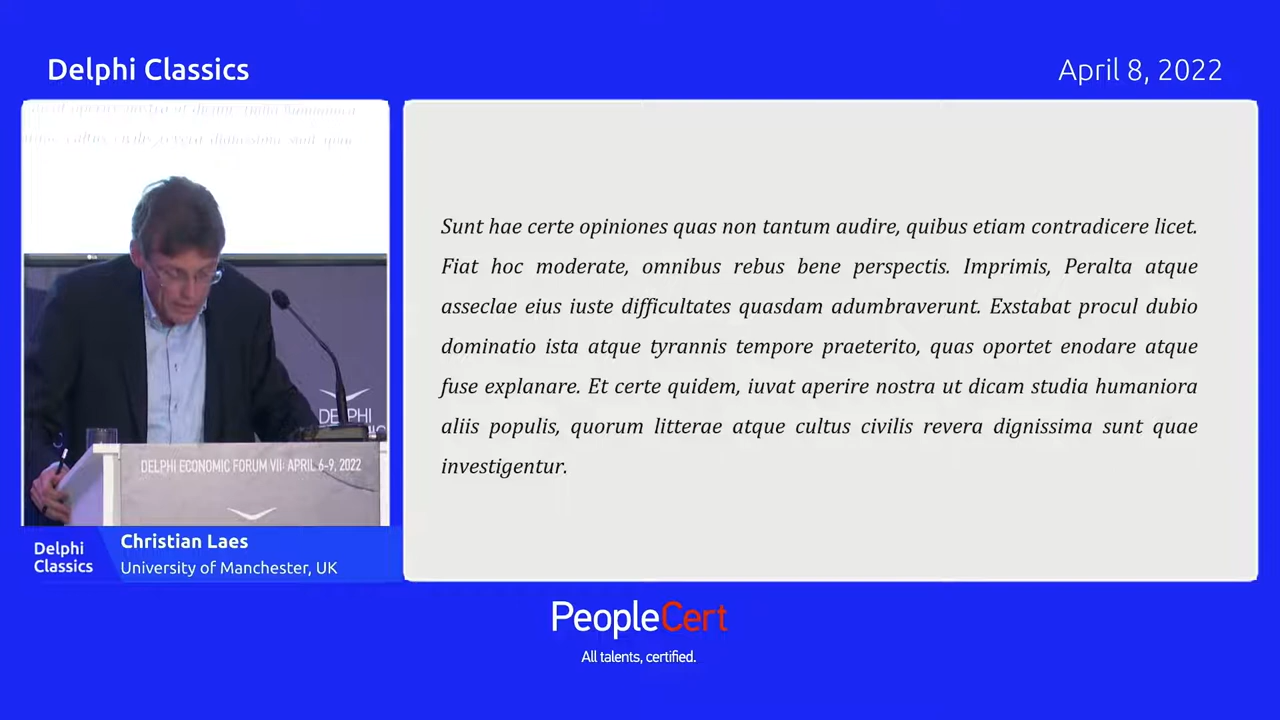 Delphi Classics
April 8, 2022
Sunt hae certe opiniones quas non tantum audire, quibus etiam contradicere licet.
Fiat hoc moderate, omnibus rebus bene perspectis. Imprimis, Peralta atque
asseclae eius iuste difficultates quasdam adumbraverunt. Exstabat procul dubio
dominatio ista atque tyrannis tempore praeterito, quas oportet enodare atque
fuse explanare. Et certe quidem, iuvat aperire nostra ut dicam studia humaniora
aliis populis, quorum litterae atque cultus civilis revera dignissima sunt quae
investigentur.
DELPHI
DELPHI ECONOMIC FORUM VII: APRIL 6-9, 2022
Delphi
Classics
Christian Laes
University of Manchester, UK
PeopleCert
All talents, certified.